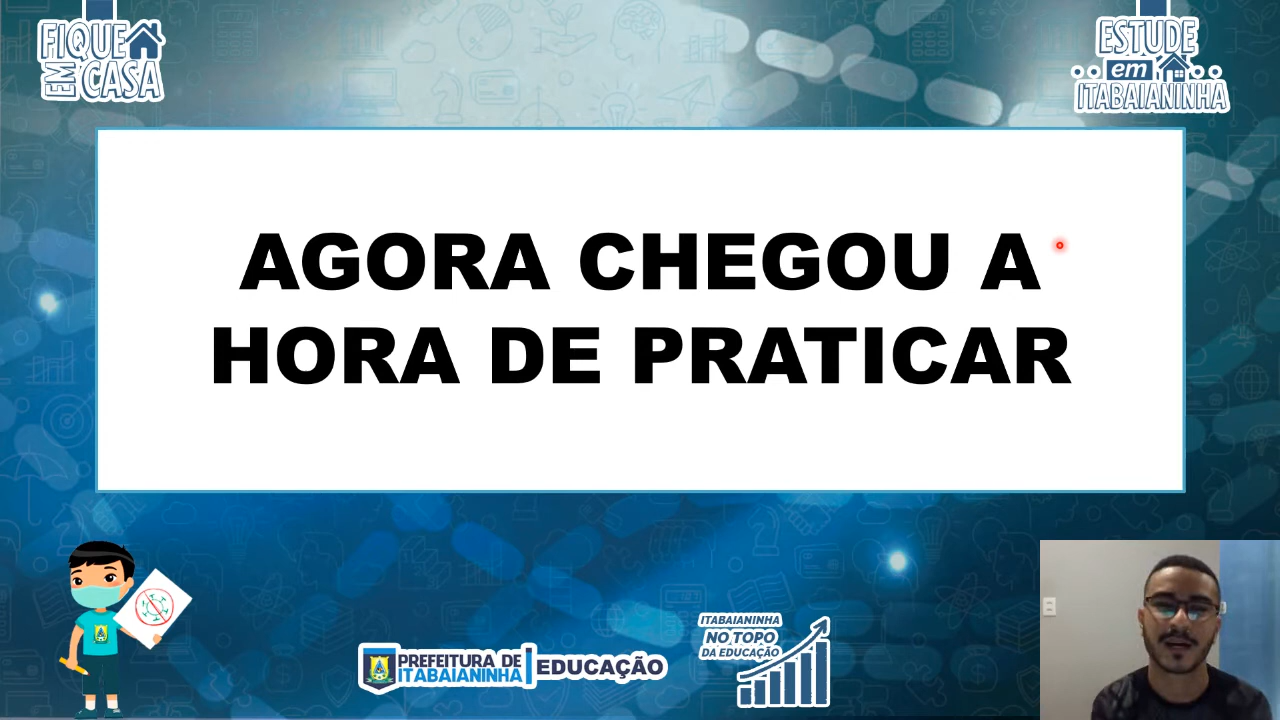 FIQUE
EM CASA
ESTUDE
em
ITABAIANINHA
AGORA CHEGOU A
HORA DE PRATICAR
PREFEITURA DE
ITABAIANINHA
EDUCAÇÃO
ITABAIANINHA
NO TOPO
DA EDUCAÇÃO